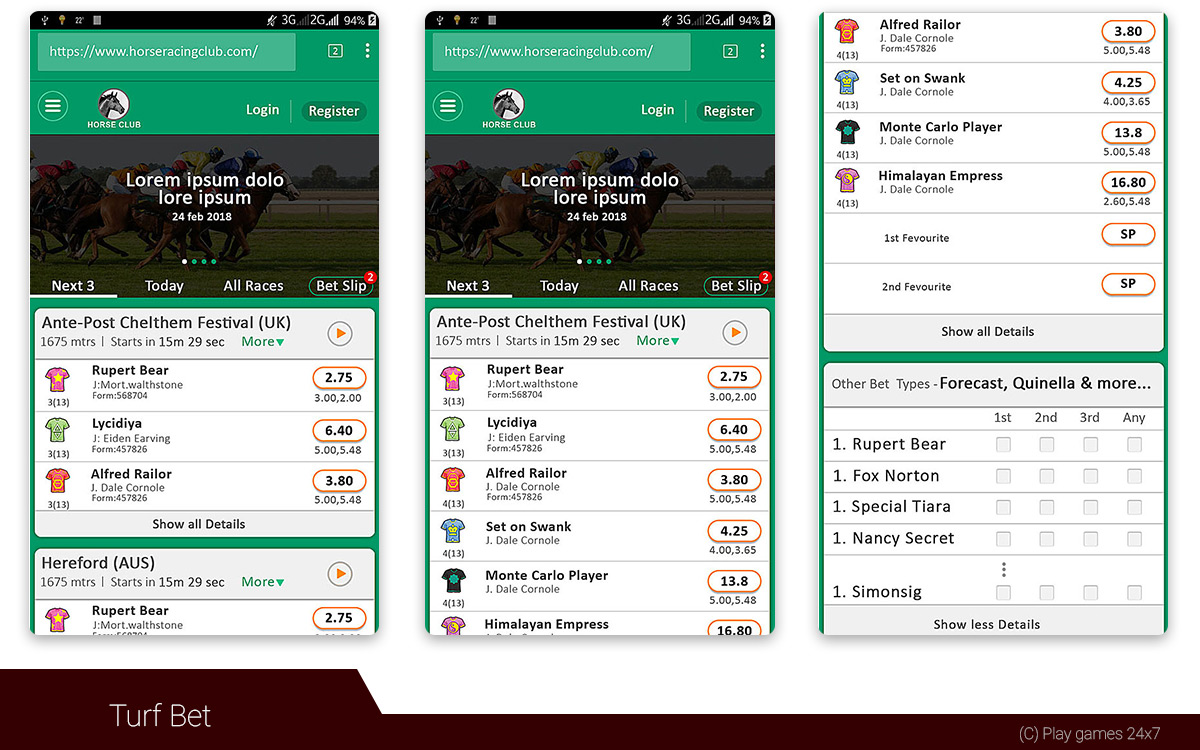 22°
3G 2G 94%
https://www.horseracingclub.com/
2
HORSE CLUB
Login
Register
Lorem ipsum dolo
lore ipsum
24 feb 2018
Next 3
Today
All Races
Bet Slip
2
Ante-Post Chelthem Festival (UK)
1675 mtrs | Starts in 15m 29 sec More
Rupert Bear
J:Mort.walthstone
Form:568704
3(13)
2.75
3.00,2.00
Lycidiya
J: Eiden Earving
Form:457826
3(13)
6.40
5.00,5.48
Alfred Railor
J. Dale Cornole
Form:457826
3(13)
3.80
5.00,5.48
Show all Details
Hereford (AUS)
1675 mtrs | Starts in 15m 29 sec More
Rupert Bear
J:Mort.walthstone
2.75
22°
3G 2G 94%
https://www.horseracingclub.com/
2
HORSE CLUB
Login
Register
Lorem ipsum dolo
lore ipsum
24 feb 2018
Next 3
Today
All Races
Bet Slip
2
Ante-Post Chelthem Festival (UK)
1675 mtrs | Starts in 15m 29 sec More
Rupert Bear
J:Mort.walthstone
Form:568704
3(13)
2.75
3.00,2.00
Lycidiya
J: Eiden Earving
Form:457826
3(13)
6.40
5.00,5.48
Alfred Railor
J. Dale Cornole
Form:457826
4(13)
3.80
5.00,5.48
Set on Swank
J. Dale Cornole
4(13)
4.25
4.00,3.65
Monte Carlo Player
J. Dale Cornole
4(13)
13.8
5.00,5.48
Himalayan Empress
J. Dale Cornole
16.80
Alfred Railor
J. Dale Cornole
Form:457826
4(13)
3.80
5.00,5.48
Set on Swank
J. Dale Cornole
4(13)
4.25
4.00,3.65
Monte Carlo Player
J. Dale Cornole
4(13)
13.8
5.00,5.48
Himalayan Empress
J. Dale Cornole
4(13)
16.80
2.60,5.48
1st Fevourite
SP
2nd Fevourite
SP
Show all Details
Other Bet Types - Forecast, Quinella & more...
1st 2nd 3rd Any
1. Rupert Bear
1. Fox Norton
1. Special Tiara
1. Nancy Secret
1. Simonsig
Show less Details
Turf Bet
(C) Play games 24x7